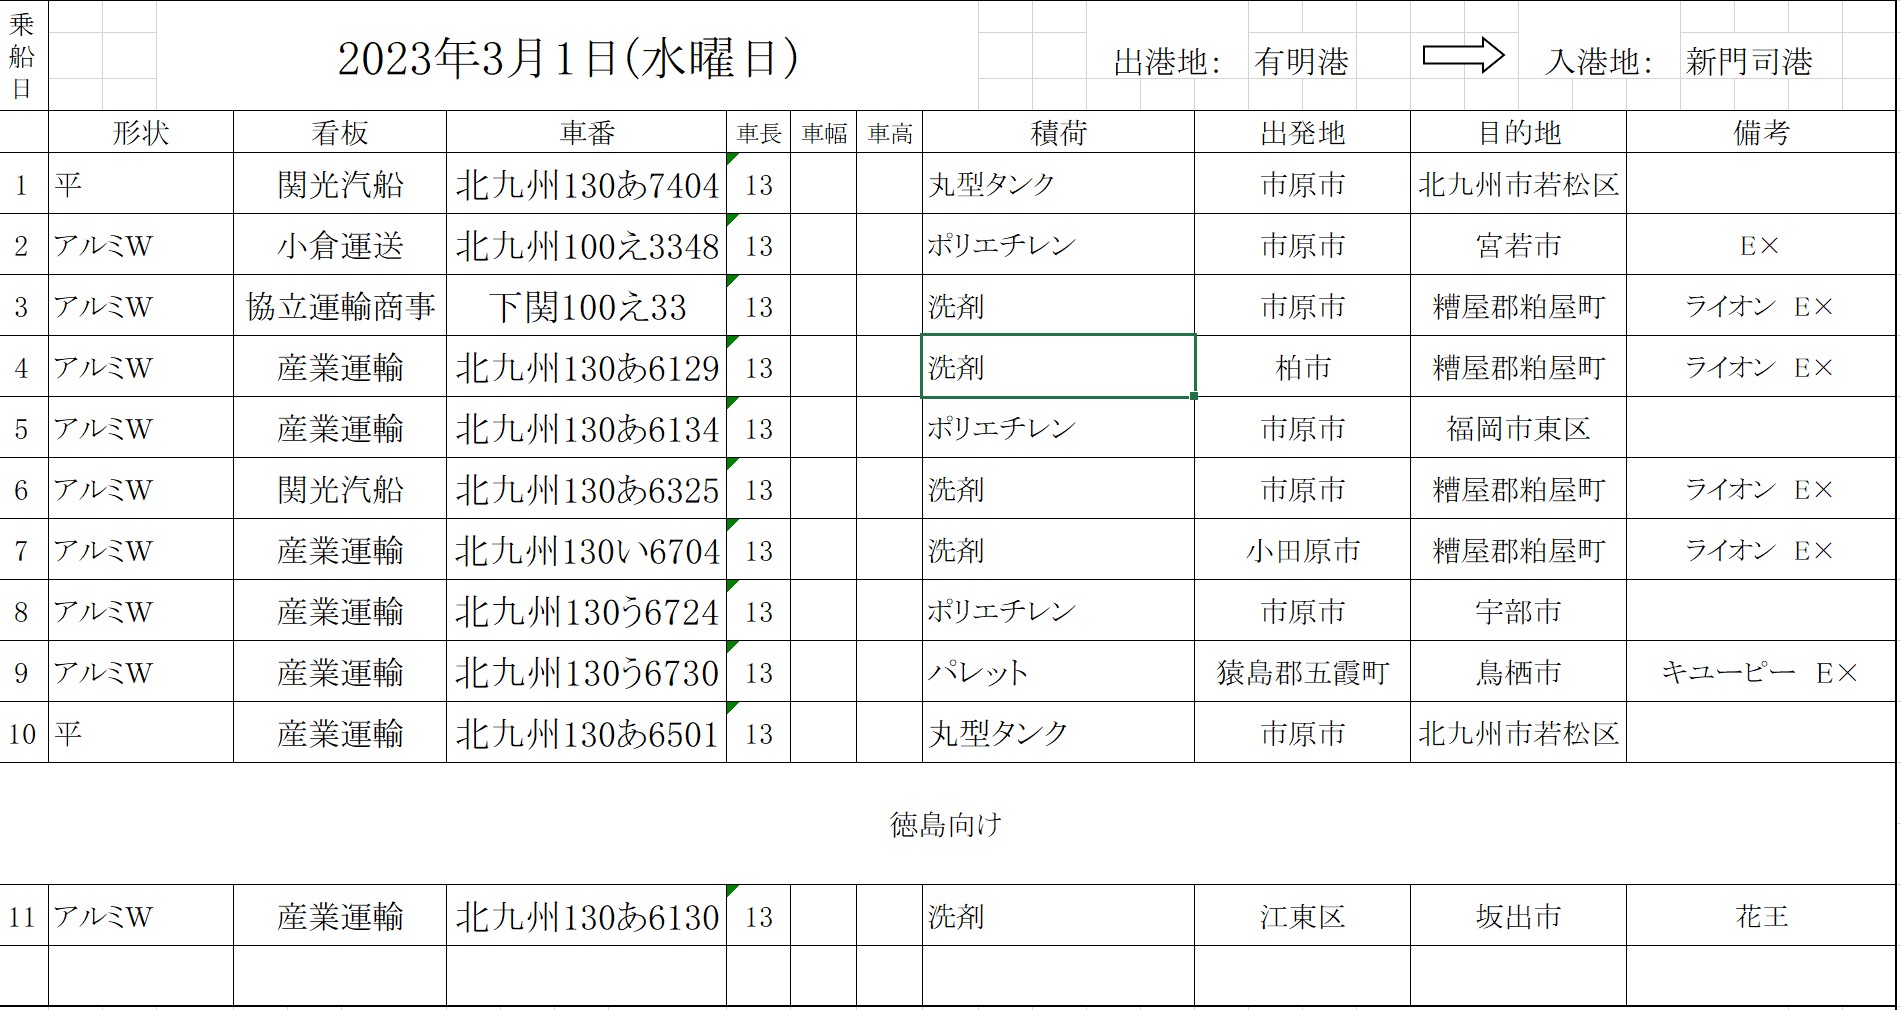 乗船日 2023年3月1日(水曜日) 出港地： 有明港 入港地： 新門司港
形状 看板 車番 車長 車幅 車高 積荷 出発地 目的地 備考
1 平 関光汽船 北九州130あ7404 13 丸型タンク 市原市 北九州市若松区
2 アルミW 小倉運送 北九州100え3348 13 ポリエチレン 市原市 宮若市 E×
3 アルミW 協立運輸商事 下関100え33 13 洗剤 市原市 糟屋郡粕屋町 ライオン E×
4 アルミW 産業運輸 北九州130あ6129 13 洗剤 柏市 糟屋郡粕屋町 ライオン E×
5 アルミW 産業運輸 北九州130あ6134 13 ポリエチレン 市原市 福岡市東区
6 アルミW 関光汽船 北九州130あ6325 13 洗剤 市原市 糟屋郡粕屋町 ライオン E×
7 アルミW 産業運輸 北九州130い6704 13 洗剤 小田原市 糟屋郡粕屋町 ライオン E×
8 アルミW 産業運輸 北九州130う6724 13 ポリエチレン 市原市 宇部市
9 アルミW 産業運輸 北九州130う6730 13 パレット 猿島郡五霞町 鳥栖市 キユーピー E×
10 平 産業運輸 北九州130あ6501 13 丸型タンク 市原市 北九州市若松区
徳島向け
11 アルミW 産業運輸 北九州130あ6130 13 洗剤 江東区 坂出市 花王